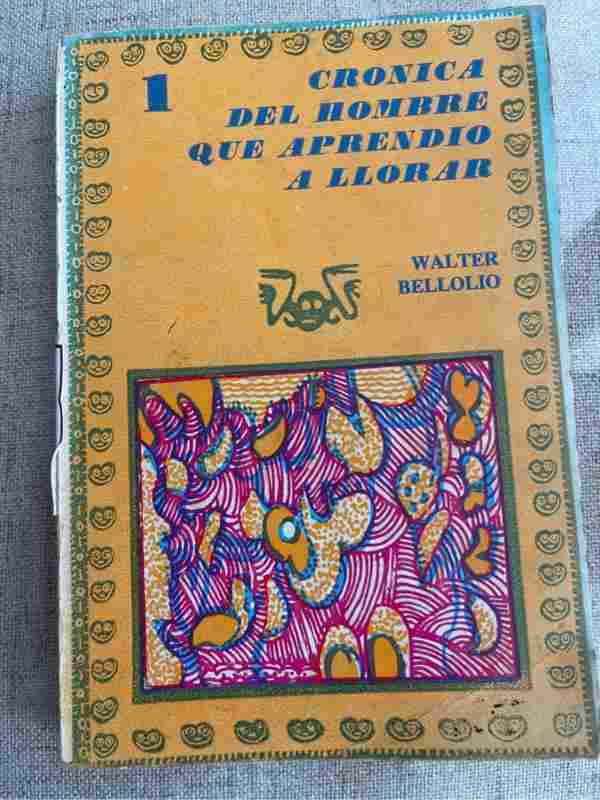 1
CRONICA
DEL HOMBRE
QUE APRENDIO
A LLORAR
WALTER
BELLOLIO